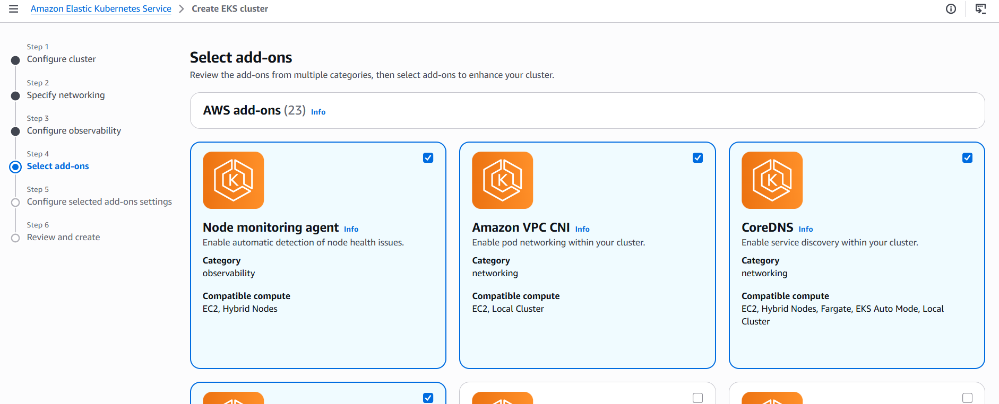 Amazon Elastic Kubernetes Service > Create EKS cluster
Step 1
Configure cluster
Step 2
Specify networking
Step 3
Configure observability
Step 4
Select add-ons
Step 5
Configure selected add-ons settings
Step 6
Review and create
Select add-ons
Review the add-ons from multiple categories, then select add-ons to enhance your cluster.
AWS add-ons (23) Info
K
Node monitoring agent Info
Enable automatic detection of node health issues.
Category
observability
Compatible compute
EC2, Hybrid Nodes
K
Amazon VPC CNI Info
Enable pod networking within your cluster.
Category
networking
Compatible compute
EC2, Local Cluster
K
CoreDNS Info
Enable service discovery within your cluster.
Category
networking
Compatible compute
EC2, Hybrid Nodes, Fargate, EKS Auto Mode, Local
Cluster